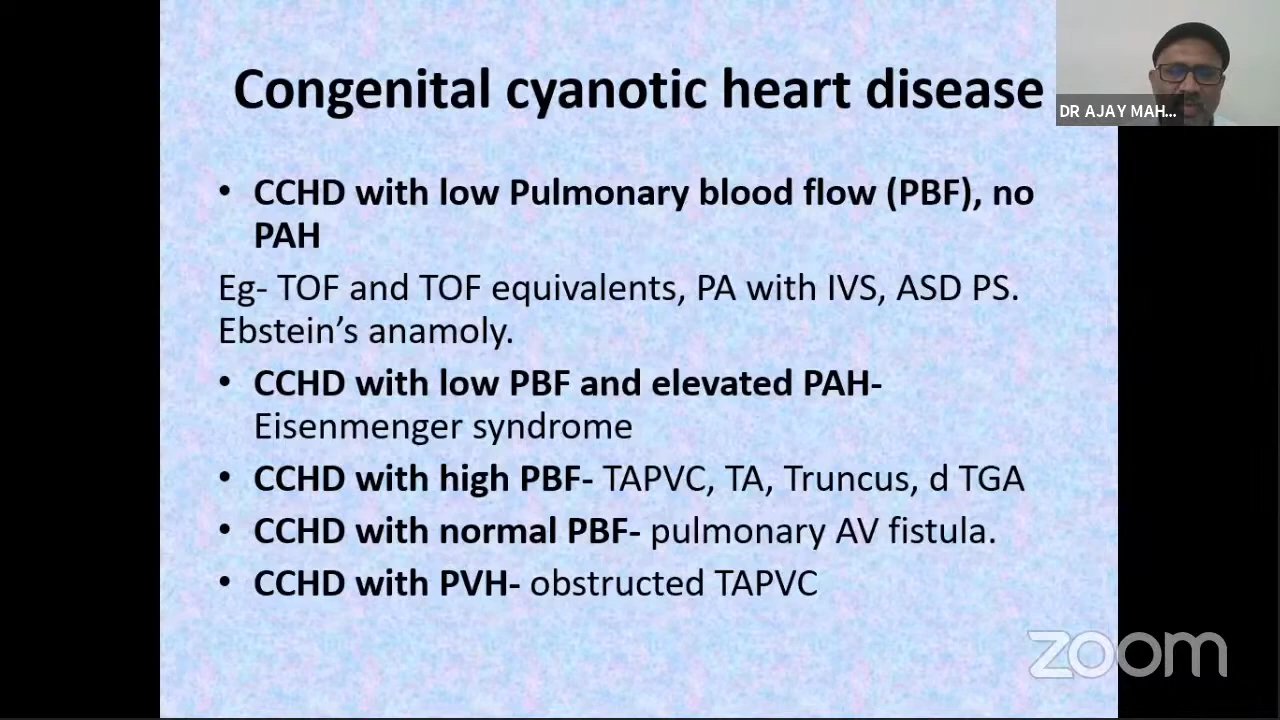 Congenital cyanotic heart disease
DR AJAY MAH...
• CCHD with low Pulmonary blood flow (PBF), no
PAH
Eg- TOF and TOF equivalents, PA with IVS, ASD PS.
Ebstein's anamoly.
• CCHD with low PBF and elevated PAH-
Eisenmenger syndrome
• CCHD with high PBF- TAPVC, TA, Truncus, d TGA
• CCHD with normal PBF- pulmonary AV fistula.
• CCHD with PVH- obstructed TAPVC
zoom